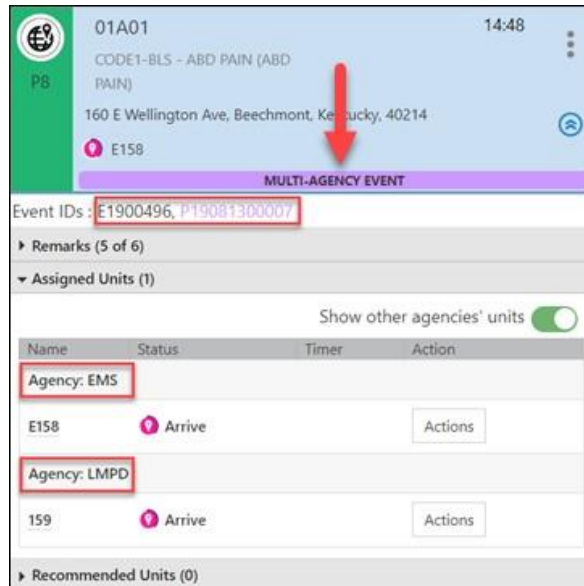 01A01 14:48
P8
CODE1-BLS - ABD PAIN (ABD
PAIN)
160 E Wellington Ave, Beechmont, Kentucky, 40214
E158
MULTI-AGENCY EVENT
Event IDs : E1900496, P19081300007
Remarks (5 of 6)
Assigned Units (1)
Show other agencies' units
Name Status Timer Action
Agency: EMS
E158 Arrive Actions
Agency: LMPD
159 Arrive Actions
Recommended Units (0)